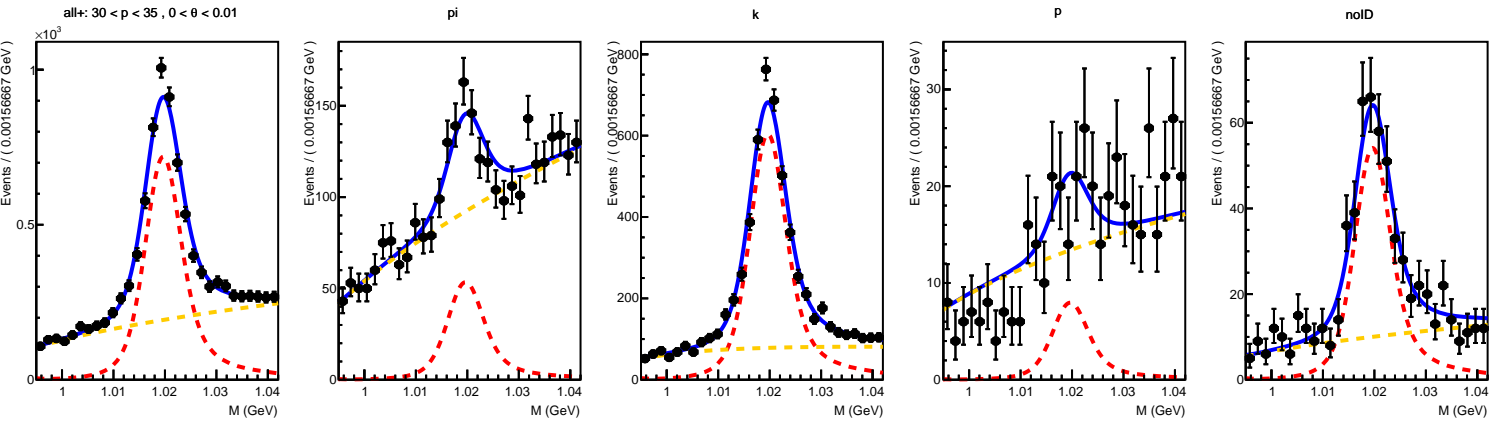 all+: 30 < p < 35 , 0 < θ < 0.01
×10³
Events / ( 0.00156667 GeV )
1
0.5
0
1 1.01 1.02 1.03 1.04
M (GeV)
pi
Events / ( 0.00156667 GeV )
150
100
50
0
1 1.01 1.02 1.03 1.04
M (GeV)
k
Events / ( 0.00156667 GeV )
800
600
400
200
0
1 1.01 1.02 1.03 1.04
M (GeV)
p
Events / ( 0.00156667 GeV )
30
20
10
0
1 1.01 1.02 1.03 1.04
M (GeV)
noID
Events / ( 0.00156667 GeV )
60
40
20
0
1 1.01 1.02 1.03 1.04
M (GeV)